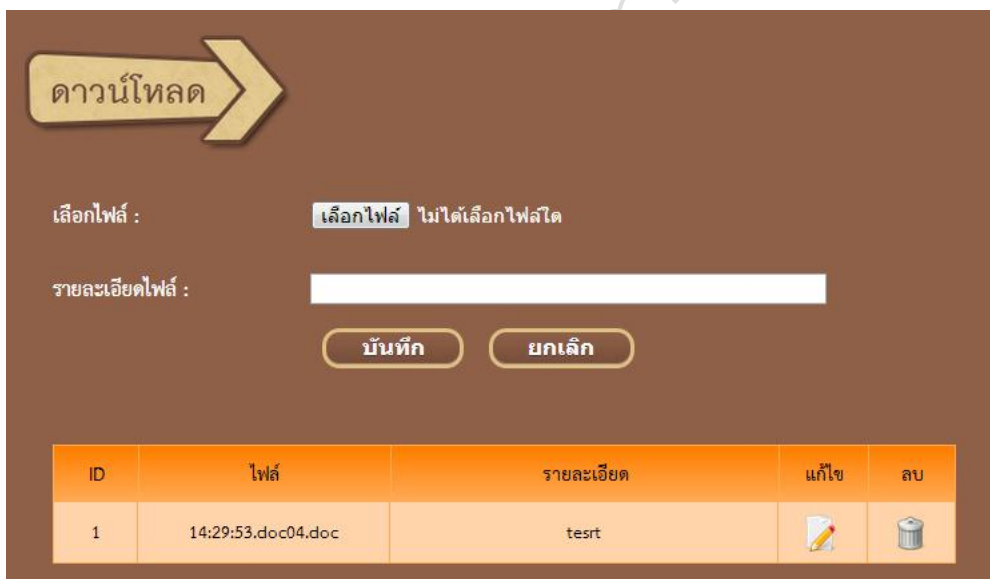 ดาวน์โหลด
เลือกไฟล์ : เลือกไฟล์ ไม่ได้เลือกไฟล์ใด
รายละเอียดไฟล์ :
บันทึก ยกเลิก
ID ไฟล์ รายละเอียด แก้ไข ลบ
1 14:29:53.doc04.doc tesrt